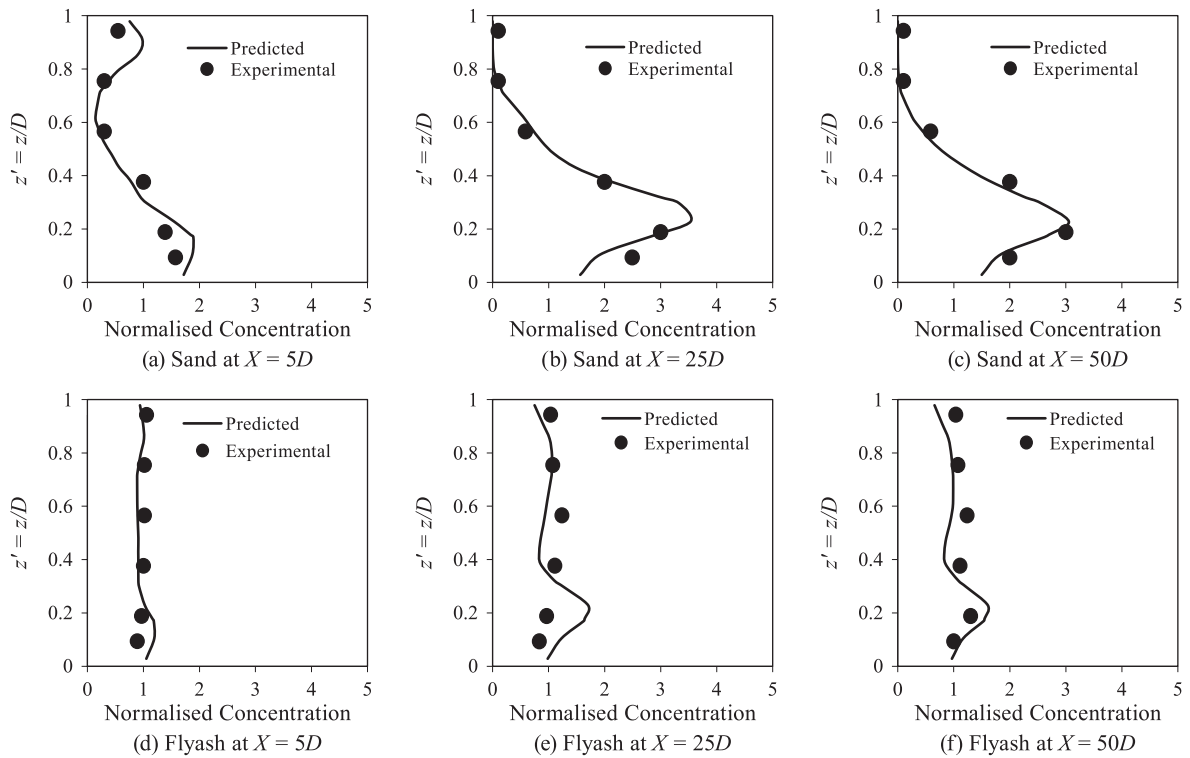 1
0.8
0.6
0.4
0.2
0
z' = z/D
Predicted
Experimental
0 1 2 3 4 5
Normalised Concentration
(a) Sand at X = 5D
1
0.8
0.6
0.4
0.2
0
z' = z/D
Predicted
Experimental
0 1 2 3 4 5
Normalised Concentration
(b) Sand at X = 25D
1
0.8
0.6
0.4
0.2
0
z' = z/D
Predicted
Experimental
0 1 2 3 4 5
Normalised Concentration
(c) Sand at X = 50D
1
0.8
0.6
0.4
0.2
0
z' = z/D
Predicted
Experimental
0 1 2 3 4 5
Normalised Concentration
(d) Flyash at X = 5D
1
0.8
0.6
0.4
0.2
0
z' = z/D
Predicted
Experimental
0 1 2 3 4 5
Normalised Concentration
(e) Flyash at X = 25D
1
0.8
0.6
0.4
0.2
0
z' = z/D
Predicted
Experimental
0 1 2 3 4 5
Normalised Concentration
(f) Flyash at X = 50D